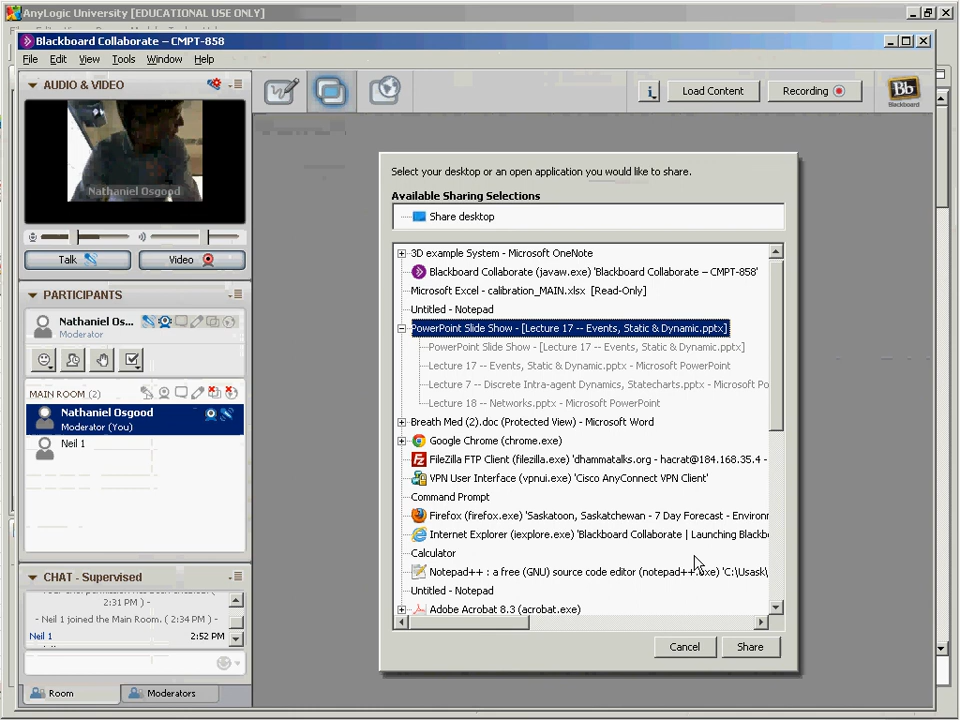 AnyLogic University [EDUCATIONAL USE ONLY]
Blackboard Collaborate – CMPT-858
File Edit View Tools Window Help
AUDIO & VIDEO
Nathaniel Osgood
Talk
Video
PARTICIPANTS
Nathaniel Os...
Moderator
MAIN ROOM (2)
Nathaniel Osgood
Moderator (You)
Neil 1
CHAT - Supervised
2:31 PM ) -
- Neil 1 joined the Main Room. ( 2:34 PM ) -
Neil 1 2:52 PM
Room
Moderators
i
Load Content
Recording
Bb
Blackboard
Select your desktop or an open application you would like to share.
Available Sharing Selections
Share desktop
3D example System - Microsoft OneNote
Blackboard Collaborate (javaw.exe) 'Blackboard Collaborate – CMPT-858'
Microsoft Excel - calibration_MAIN.xlsx [Read-Only]
Untitled - Notepad
PowerPoint Slide Show - [Lecture 17 -- Events, Static & Dynamic.pptx]
PowerPoint Slide Show - [Lecture 17 -- Events, Static & Dynamic.pptx]
Lecture 17 -- Events, Static & Dynamic.pptx - Microsoft PowerPoint
Lecture 7 -- Discrete Intra-agent Dynamics, Statecharts.pptx - Microsoft Po
Lecture 18 -- Networks.pptx - Microsoft PowerPoint
Breath Med (2).doc (Protected View) - Microsoft Word
Google Chrome (chrome.exe)
FileZilla FTP Client (filezilla.exe) 'dhammatalks.org - hacrat@184.168.35.4 -
VPN User Interface (vpnui.exe) 'Cisco AnyConnect VPN Client'
Command Prompt
Firefox (firefox.exe) 'Saskatoon, Saskatchewan - 7 Day Forecast - Environm
Internet Explorer (iexplore.exe) 'Blackboard Collaborate | Launching Blackb
Calculator
Notepad++ : a free (GNU) source code editor (notepad++.exe) 'C:\Usask\
Untitled - Notepad
Adobe Acrobat 8.3 (acrobat.exe)
Cancel
Share